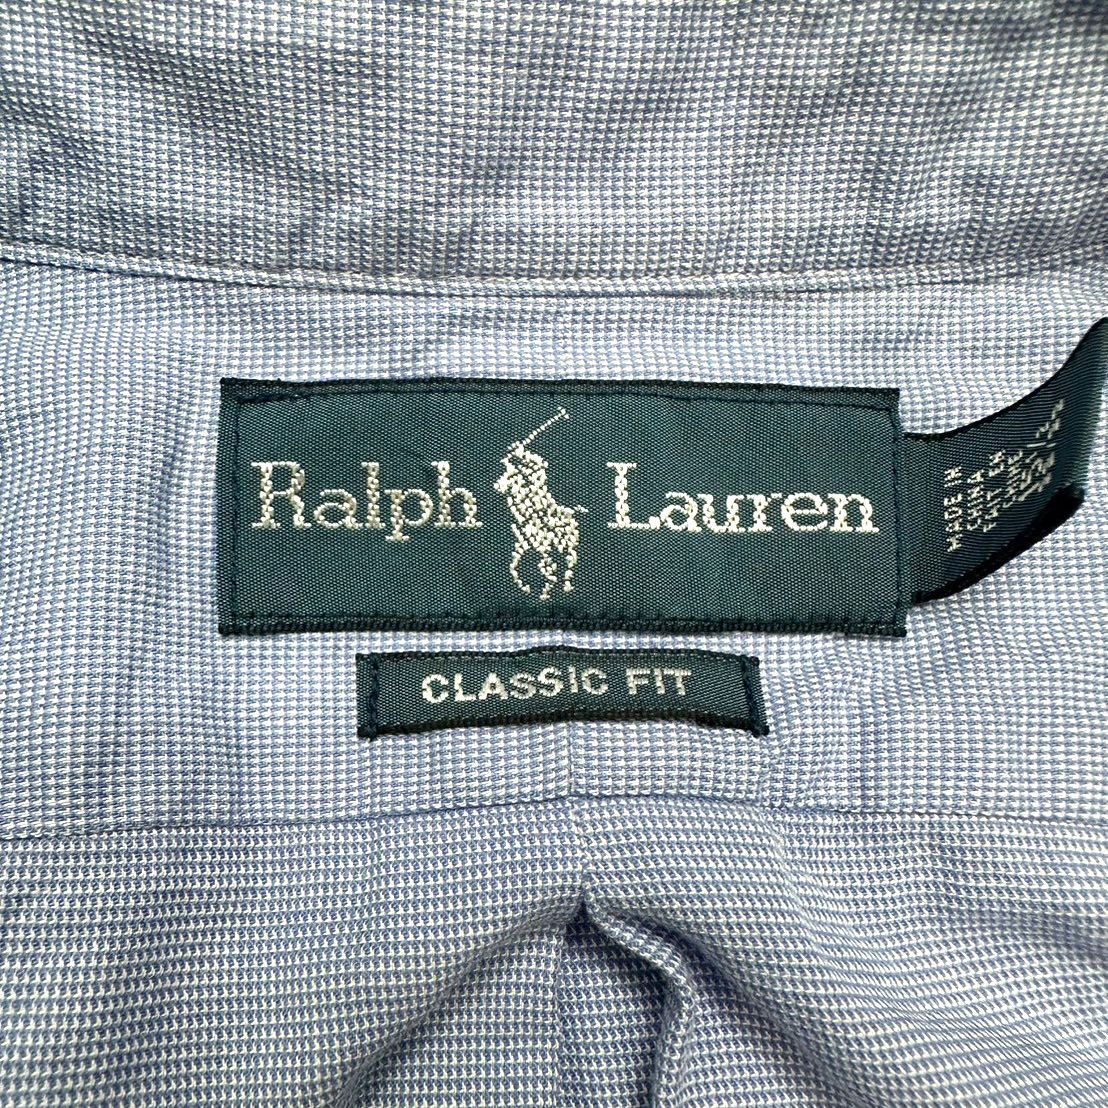 Ralph Lauren
CLASSIC FIT
MADE IN
CHINA